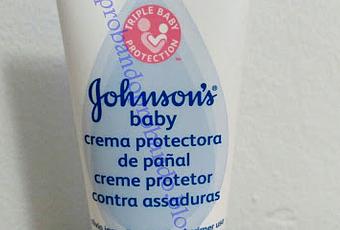 TRIPLE BABY
PROTECTION
Johnson's®
baby
crema protectora
de pañal
creme protetor
contra assaduras